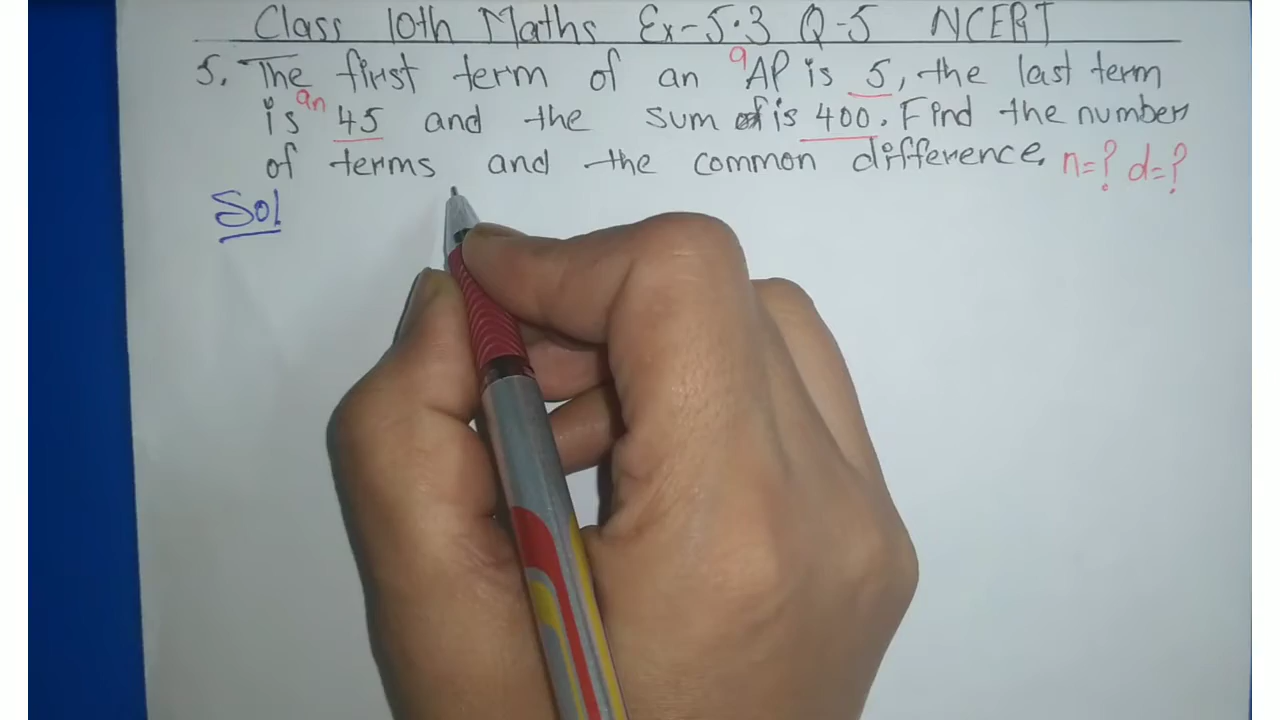 Class 10th Maths Ex-5.3 Q-5 NCERT
5. The first term of an a AP is 5, the last term
is an 45 and the sum of is 400. Find the number
of terms and the common difference. n=? d=?
Sol